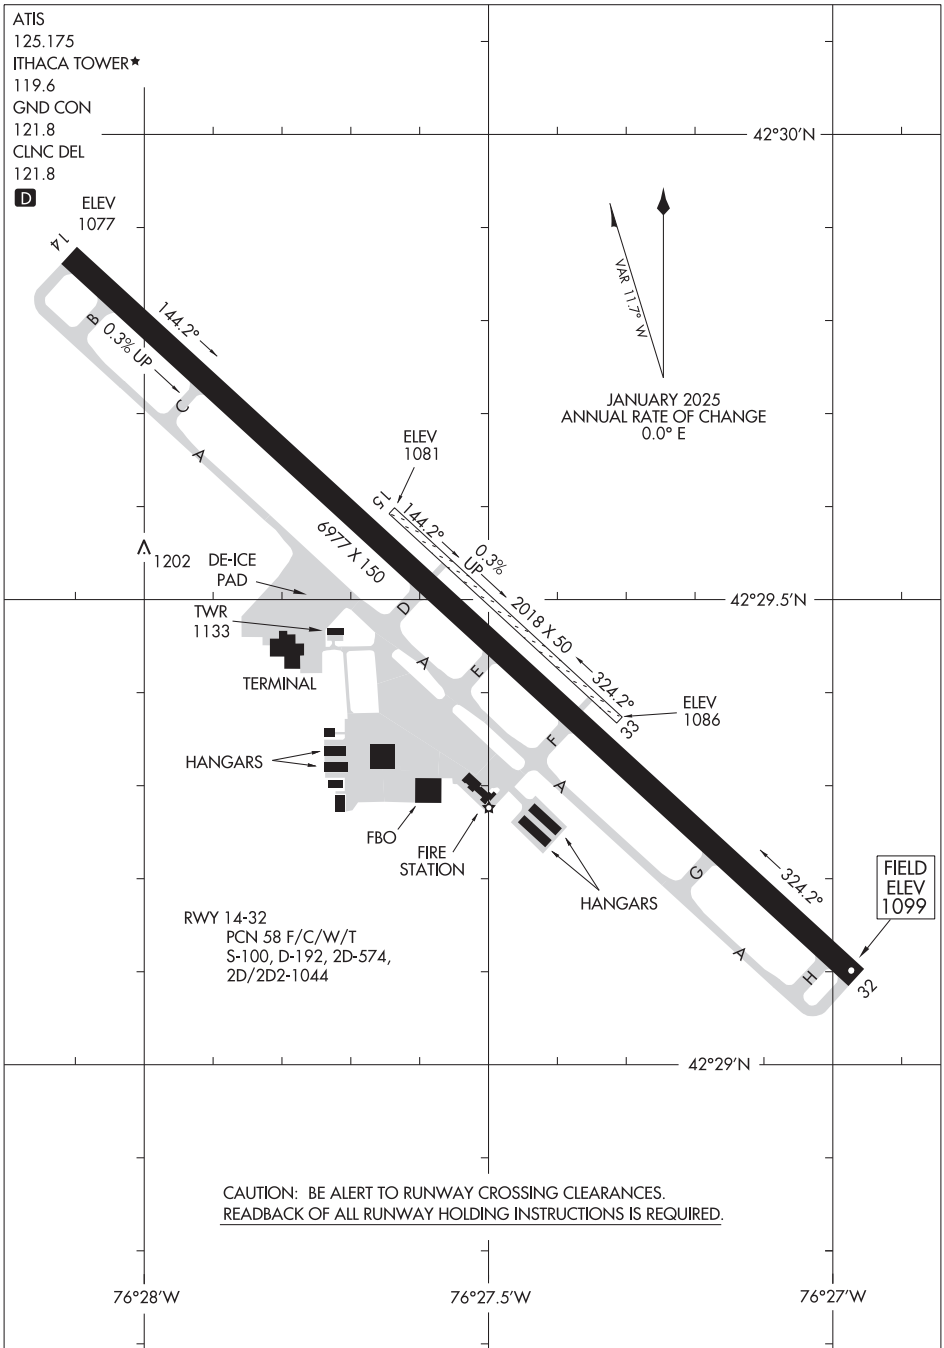 ATIS
125.175
ITHACA TOWER★
119.6
GND CON
121.8
CLNC DEL
121.8
D
42°30'N
ELEV
1077
14
VAR 11.7° W
B
144.2°
0.3% UP
C
JANUARY 2025
ANNUAL RATE OF CHANGE
0.0° E
A
ELEV
1081
15
144.2°
0.3%
UP
6977 X 150
1202
DE-ICE
PAD
42°29.5'N
D
2018 X 50
TWR
1133
TERMINAL
A
E
324.2°
ELEV
1086
33
F
HANGARS
A
FBO
FIRE
STATION
HANGARS
G
324.2°
FIELD
ELEV
1099
RWY 14-32
PCN 58 F/C/W/T
S-100, D-192, 2D-574,
2D/2D2-1044
A
H
32
42°29'N
CAUTION: BE ALERT TO RUNWAY CROSSING CLEARANCES.
READBACK OF ALL RUNWAY HOLDING INSTRUCTIONS IS REQUIRED.
76°28'W
76°27.5'W
76°27'W